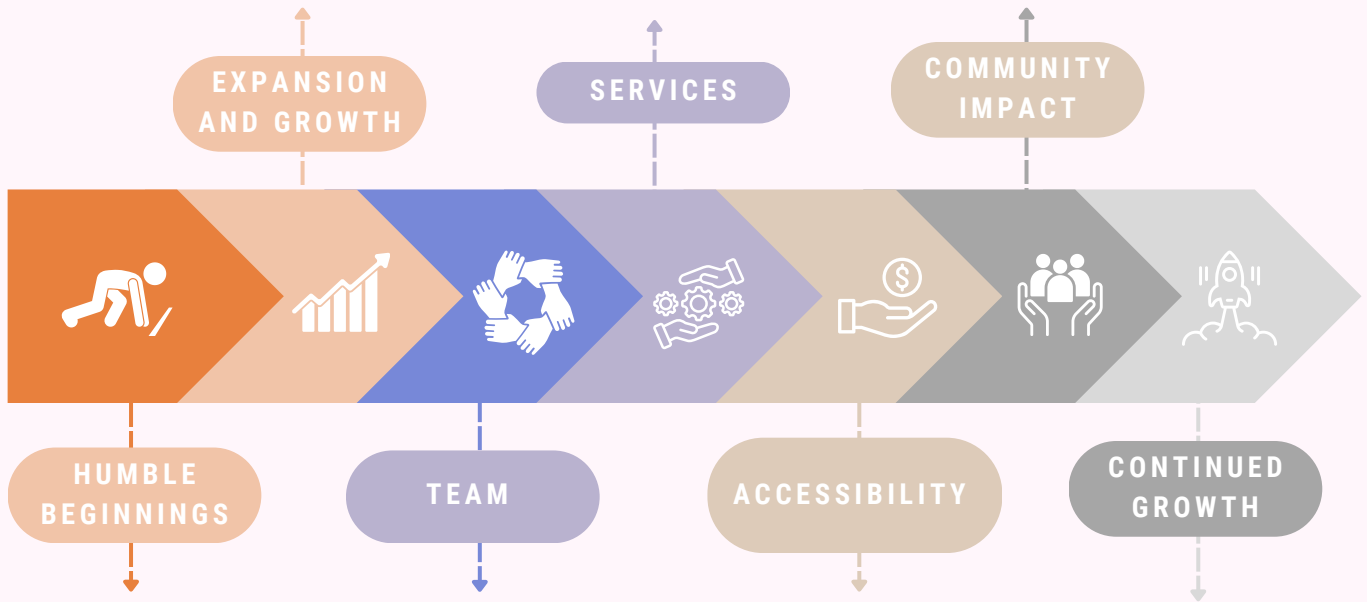 EXPANSION
AND GROWTH
SERVICES
COMMUNITY
IMPACT
$
HUMBLE
BEGINNINGS
TEAM
ACCESSIBILITY
CONTINUED
GROWTH